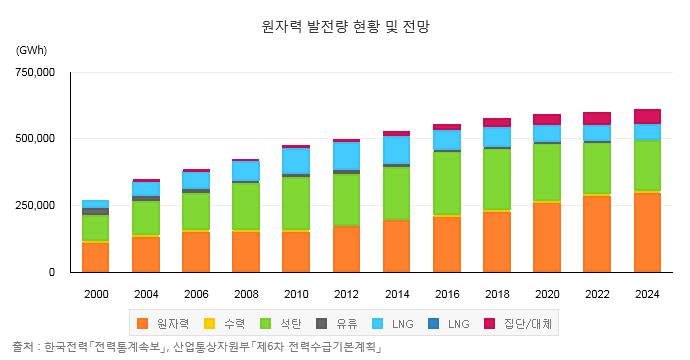 원자력 발전량 현황 및 전망
(GWh)
750,000
500,000
250,000
0
2000 2004 2006 2008 2010 2012 2014 2016 2018 2020 2022 2024
원자력 수력 석탄 유류 LNG LNG 집단/대체
출처 : 한국전력「전력통계속보」, 산업통상자원부「제6차 전력수급기본계획」